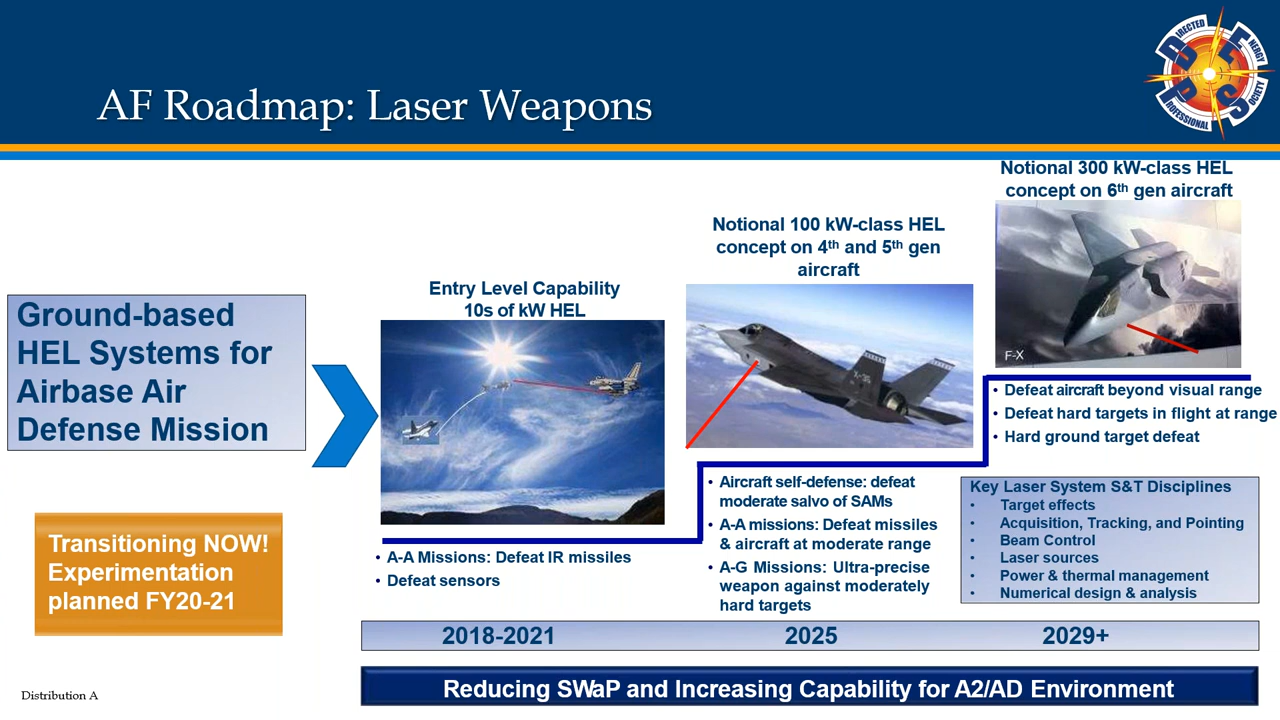 AF Roadmap: Laser Weapons
DIRECTED
ENERGY
PROFESSIONAL
SOCIETY
DEPS
Ground-based
HEL Systems for
Airbase Air
Defense Mission
Transitioning NOW!
Experimentation
planned FY20-21
Entry Level Capability
10s of kW HEL
• A-A Missions: Defeat IR missiles
• Defeat sensors
Notional 100 kW-class HEL
concept on 4th and 5th gen
aircraft
• Aircraft self-defense: defeat
moderate salvo of SAMs
• A-A missions: Defeat missiles
& aircraft at moderate range
• A-G Missions: Ultra-precise
weapon against moderately
hard targets
Notional 300 kW-class HEL
concept on 6th gen aircraft
F-X
• Defeat aircraft beyond visual range
• Defeat hard targets in flight at range
• Hard ground target defeat
Key Laser System S&T Disciplines
• Target effects
• Acquisition, Tracking, and Pointing
• Beam Control
• Laser sources
• Power & thermal management
• Numerical design & analysis
2018-2021
2025
2029+
Reducing SWaP and Increasing Capability for A2/AD Environment
Distribution A